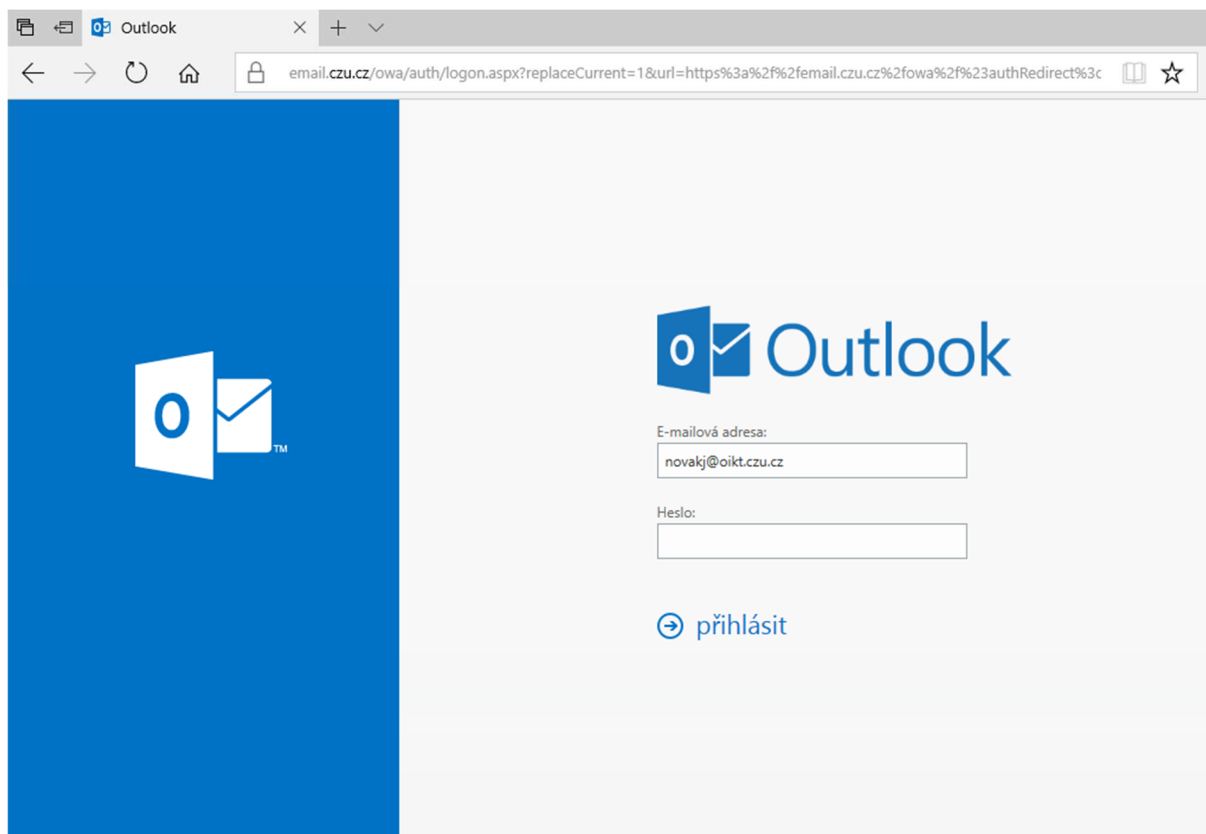 Outlook
email.czu.cz/owa/auth/logon.aspx?replaceCurrent=1&url=https%3a%2f%2femail.czu.cz%2fowa%2f%23authRedirect%3c
O
TM
O Outlook
E-mailová adresa:
novakj@oikt.czu.cz
Heslo:
přihlásit